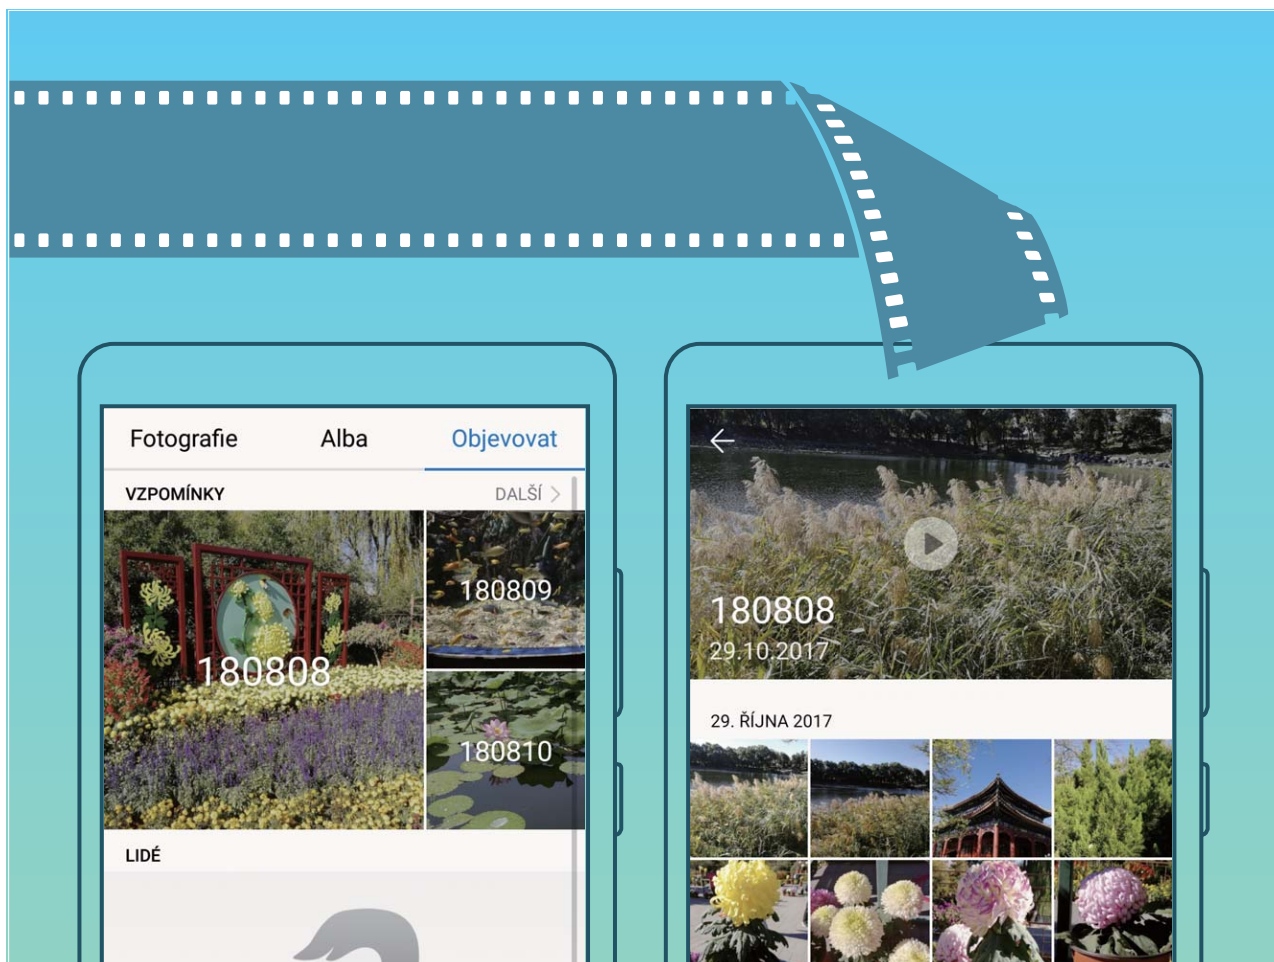 Fotografie Alba Objevovat
VZPOMÍNKY DALŠÍ
180808
180809
180810
LIDÉ
180808
29.10.2017
29. ŘÍJNA 2017